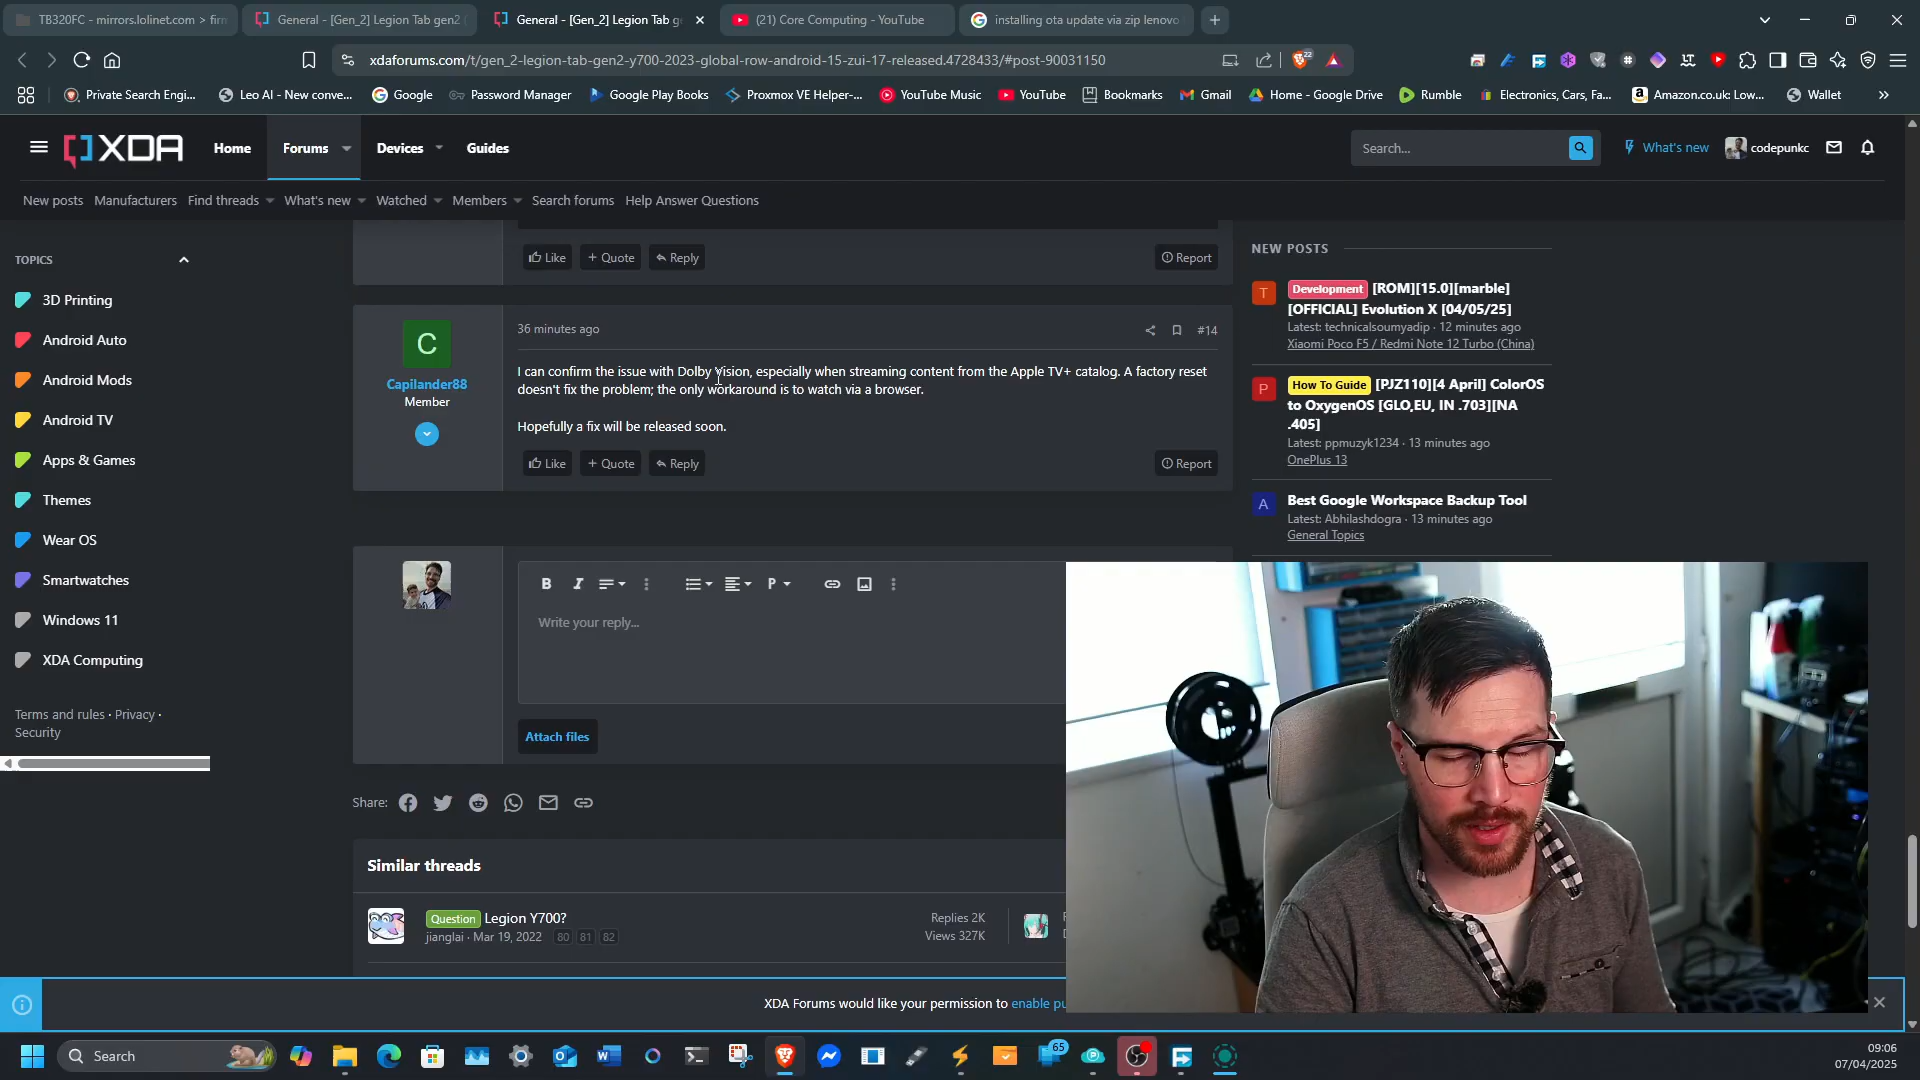 TB320FC - mirrors.lolinet.com > firm
General - [Gen_2] Legion Tab gen2
General - [Gen_2] Legion Tab ge
(21) Core Computing - YouTube
installing ota update via zip lenovo
xdaforums.com/t/gen_2-legion-tab-gen2-y700-2023-global-row-android-15-zui-17-released.4728433/#post-90031150
22
Private Search Engi...
Leo AI - New conve...
Google
Password Manager
Google Play Books
Proxmox VE Helper-...
YouTube Music
YouTube
Bookmarks
Gmail
Home - Google Drive
Rumble
Electronics, Cars, Fa...
Amazon.co.uk: Low...
Wallet
XDA
Home
Forums
Devices
Guides
Search...
What's new
codepunkc
New posts
Manufacturers
Find threads
What's new
Watched
Members
Search forums
Help Answer Questions
TOPICS
3D Printing
Android Auto
Android Mods
Android TV
Apps & Games
Themes
Wear OS
Smartwatches
Windows 11
XDA Computing
Terms and rules · Privacy ·
Security
Like
+ Quote
Reply
Report
C
Capilander88
Member
36 minutes ago
#14
I can confirm the issue with Dolby Vision, especially when streaming content from the Apple TV+ catalog. A factory reset
doesn't fix the problem; the only workaround is to watch via a browser.
Hopefully a fix will be released soon.
Like
+ Quote
Reply
Report
B I P
Write your reply...
Attach files
Share:
Similar threads
Question Legion Y700?
jianglai · Mar 19, 2022 80 81 82
Replies 2K
Views 327K
NEW POSTS
T
Development [ROM][15.0][marble]
[OFFICIAL] Evolution X [04/05/25]
Latest: technicalsoumyadip · 12 minutes ago
Xiaomi Poco F5 / Redmi Note 12 Turbo (China)
P
How To Guide [PJZ110][4 April] ColorOS
to OxygenOS [GLO,EU, IN .703][NA
.405]
Latest: ppmuzyk1234 · 13 minutes ago
OnePlus 13
A
Best Google Workspace Backup Tool
Latest: Abhilashdogra · 13 minutes ago
General Topics
XDA Forums would like your permission to enable pu
Search
65
09:06
07/04/2025